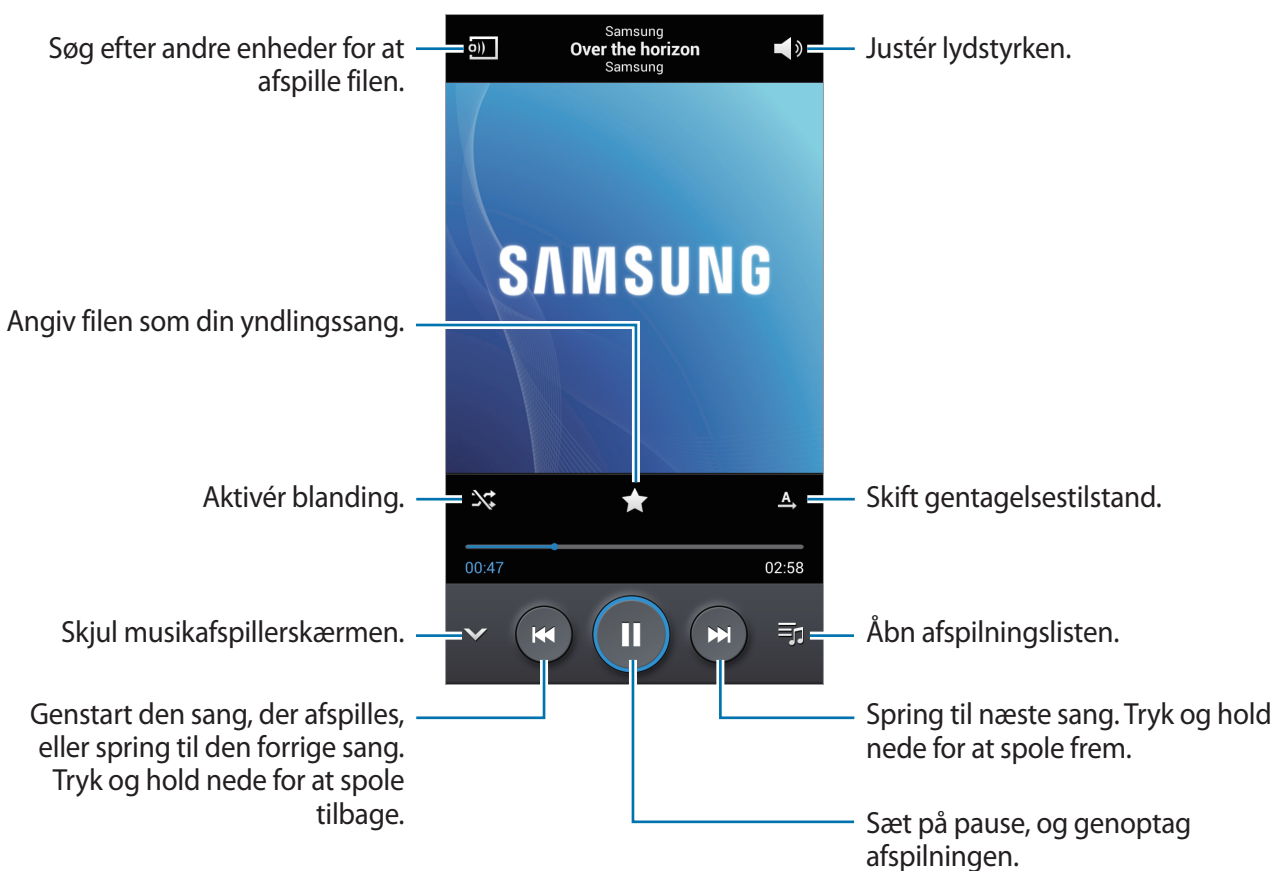 Søg efter andre enheder for at
afspille filen.
Samsung
Over the horizon
Samsung
Justér lydstyrken.
SAMSUNG
Angiv filen som din yndlingssang.
Aktivér blanding.
A
Skift gentagelsestilstand.
00:47
02:58
Skjul musikafspillerskærmen.
Åbn afspilningslisten.
Genstart den sang, der afspilles,
eller spring til den forrige sang.
Tryk og hold nede for at spole
tilbage.
Spring til næste sang. Tryk og hold
nede for at spole frem.
Sæt på pause, og genoptag
afspilningen.